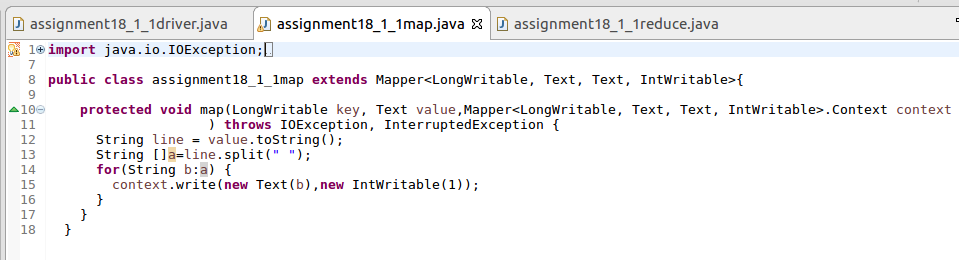 assignment18_1_1driver.java assignment18_1_1map.java assignment18_1_1reduce.java
1 import java.io.IOException;
7
8 public class assignment18_1_1map extends Mapper<LongWritable, Text, Text, IntWritable>{
9
10 protected void map(LongWritable key, Text value,Mapper<LongWritable, Text, Text, IntWritable>.Context context
11 ) throws IOException, InterruptedException {
12 String line = value.toString();
13 String []a=line.split(" ");
14 for(String b:a) {
15 context.write(new Text(b),new IntWritable(1));
16 }
17 }
18 }